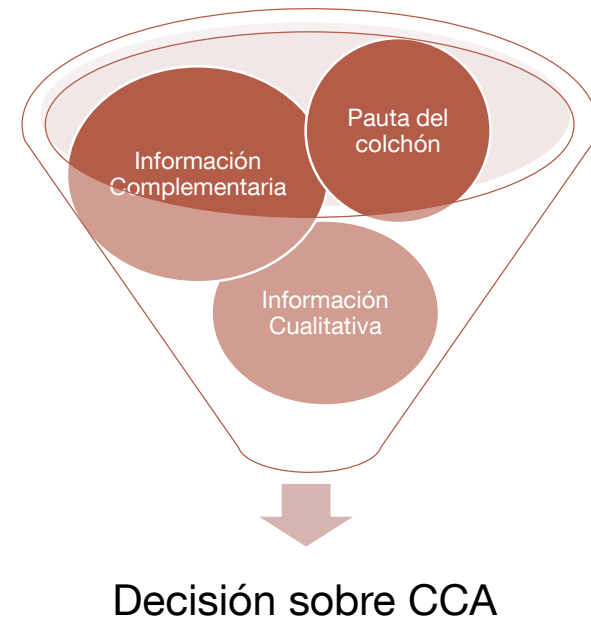 Pauta del
colchón
Información
Complementaria
Información
Cualitativa
Decisión sobre CCA